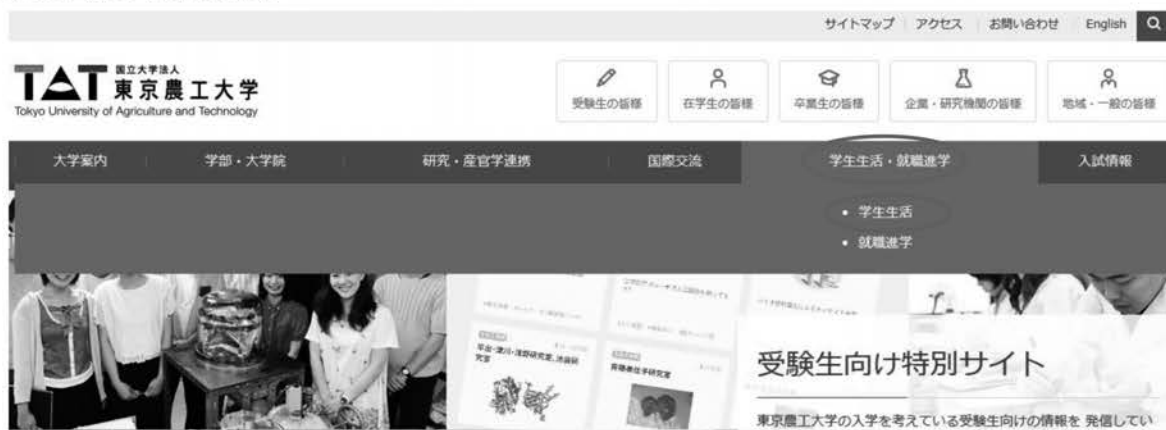 サイトマップ アクセス お問い合わせ English
TAT 国立大学法人
東京農工大学
Tokyo University of Agriculture and Technology
受験生の皆様 在学生の皆様 卒業生の皆様 企業・研究機関の皆様 地域・一般の皆様
大学案内 学部・大学院 研究・産官学連携 国際交流 学生生活・就職進学 入試情報
• 学生生活
• 就職進学
受験生向け特別サイト
東京農工大学の入学を考えている受験生向けの情報を 発信してい